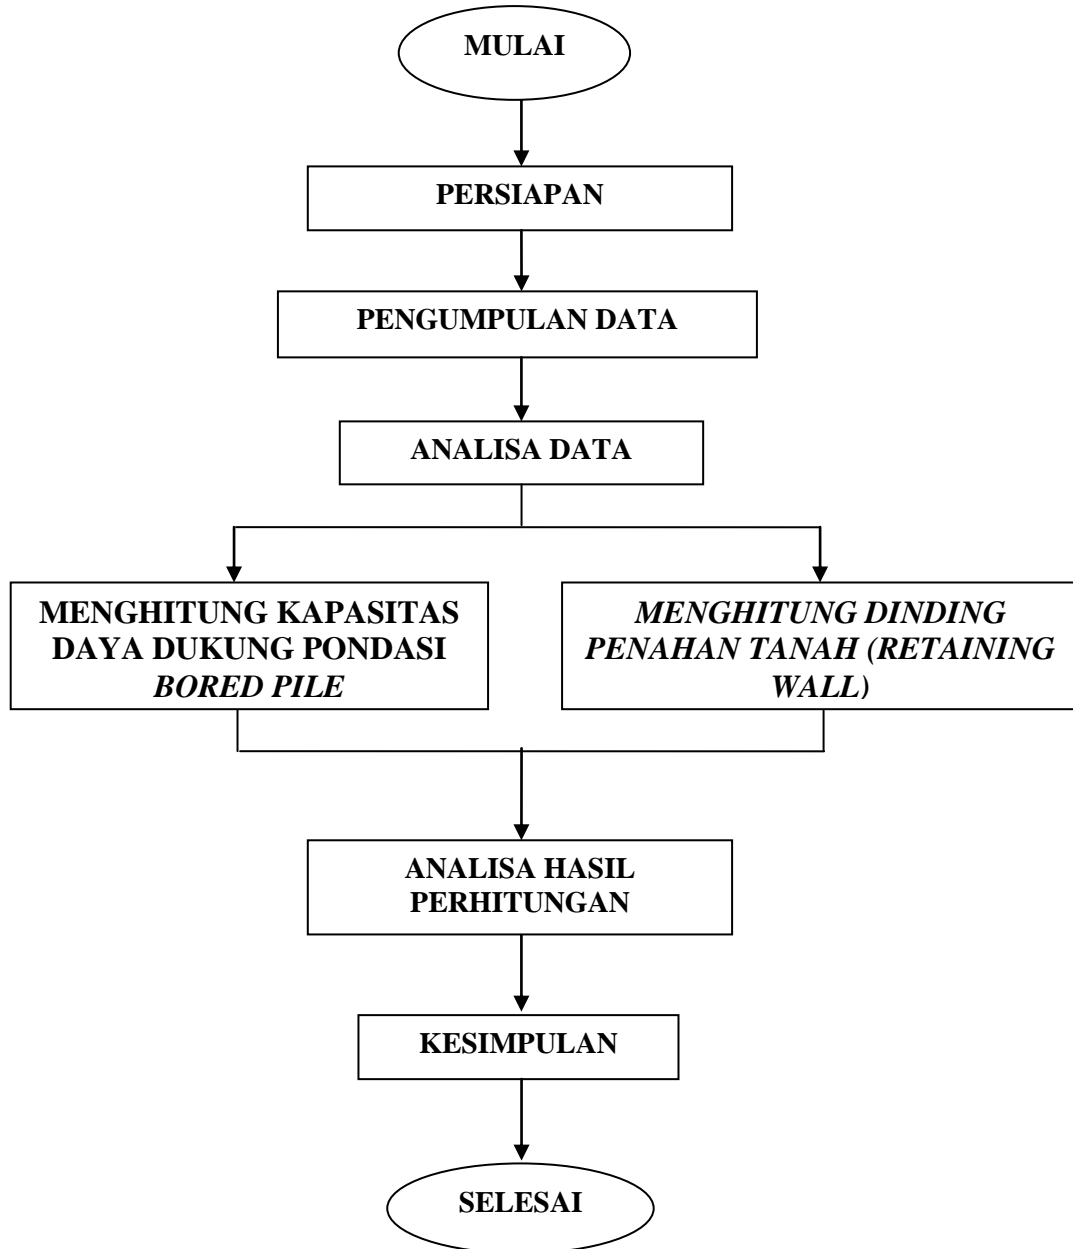 MULAI
PERSIAPAN
PENGUMPULAN DATA
ANALISA DATA
MENGHITUNG KAPASITAS
DAYA DUKUNG PONDASI
BORED PILE
MENGHITUNG DINDING
PENAHAN TANAH (RETAINING
WALL)
ANALISA HASIL
PERHITUNGAN
KESIMPULAN
SELESAI